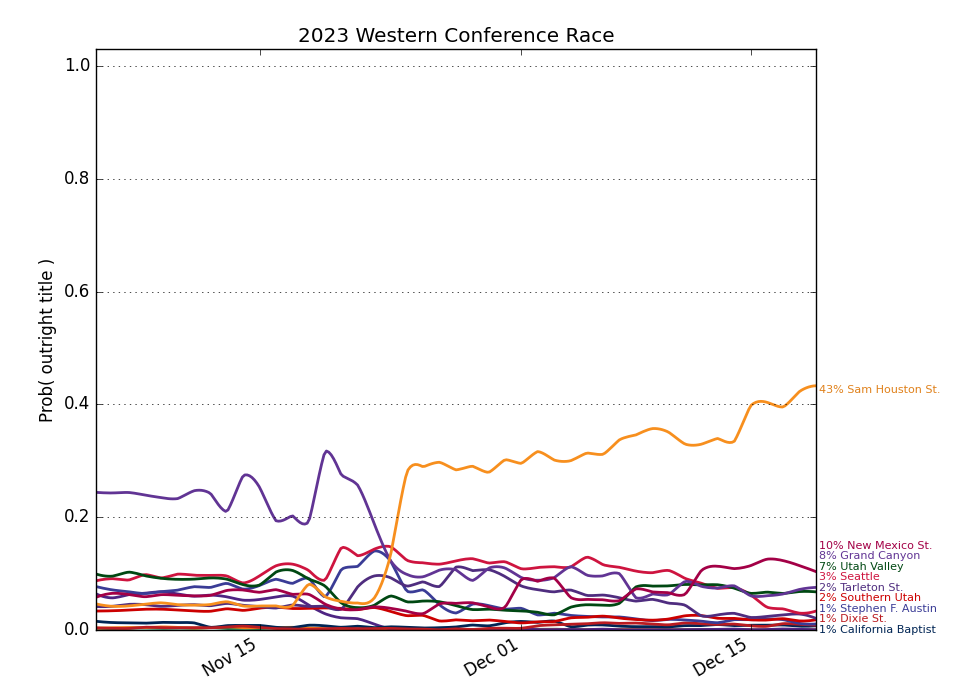 2023 Western Conference Race
Prob( outright title )
1.0
0.8
0.6
0.4
0.2
0.0
Nov 15
Dec 01
Dec 15
43% Sam Houston St.
10% New Mexico St.
8% Grand Canyon
7% Utah Valley
3% Seattle
2% Tarleton St.
2% Southern Utah
1% Stephen F. Austin
1% Dixie St.
1% California Baptist